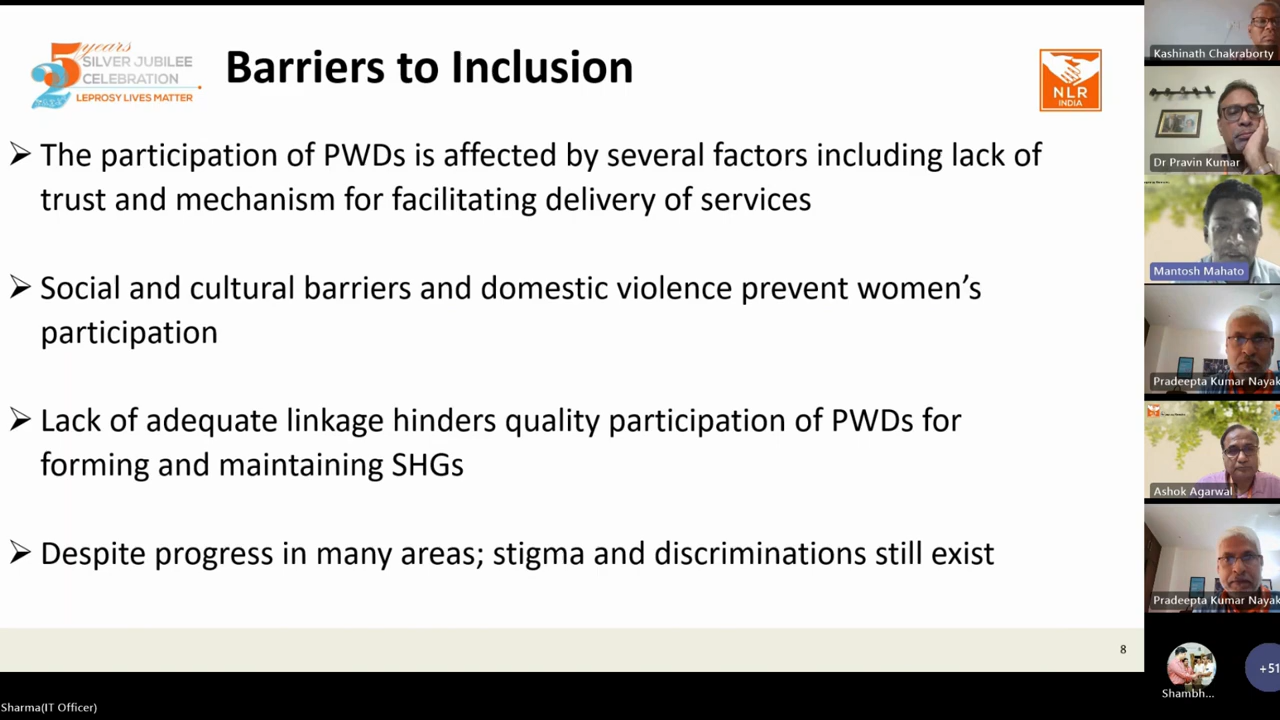 years
25
SILVER JUBILEE
CELEBRATION
LEPROSY LIVES MATTER
Barriers to Inclusion
NLR
INDIA
➢ The participation of PWDs is affected by several factors including lack of
trust and mechanism for facilitating delivery of services
➢ Social and cultural barriers and domestic violence prevent women’s
participation
➢ Lack of adequate linkage hinders quality participation of PWDs for
forming and maintaining SHGs
➢ Despite progress in many areas; stigma and discriminations still exist
8
Kashinath Chakraborty
Dr Pravin Kumar
Mantosh Mahato
Pradeepta Kumar Nayak
Ashok Agarwal
Pradeepta Kumar Nayak
Shambh...
+51
Sharma(IT Officer)